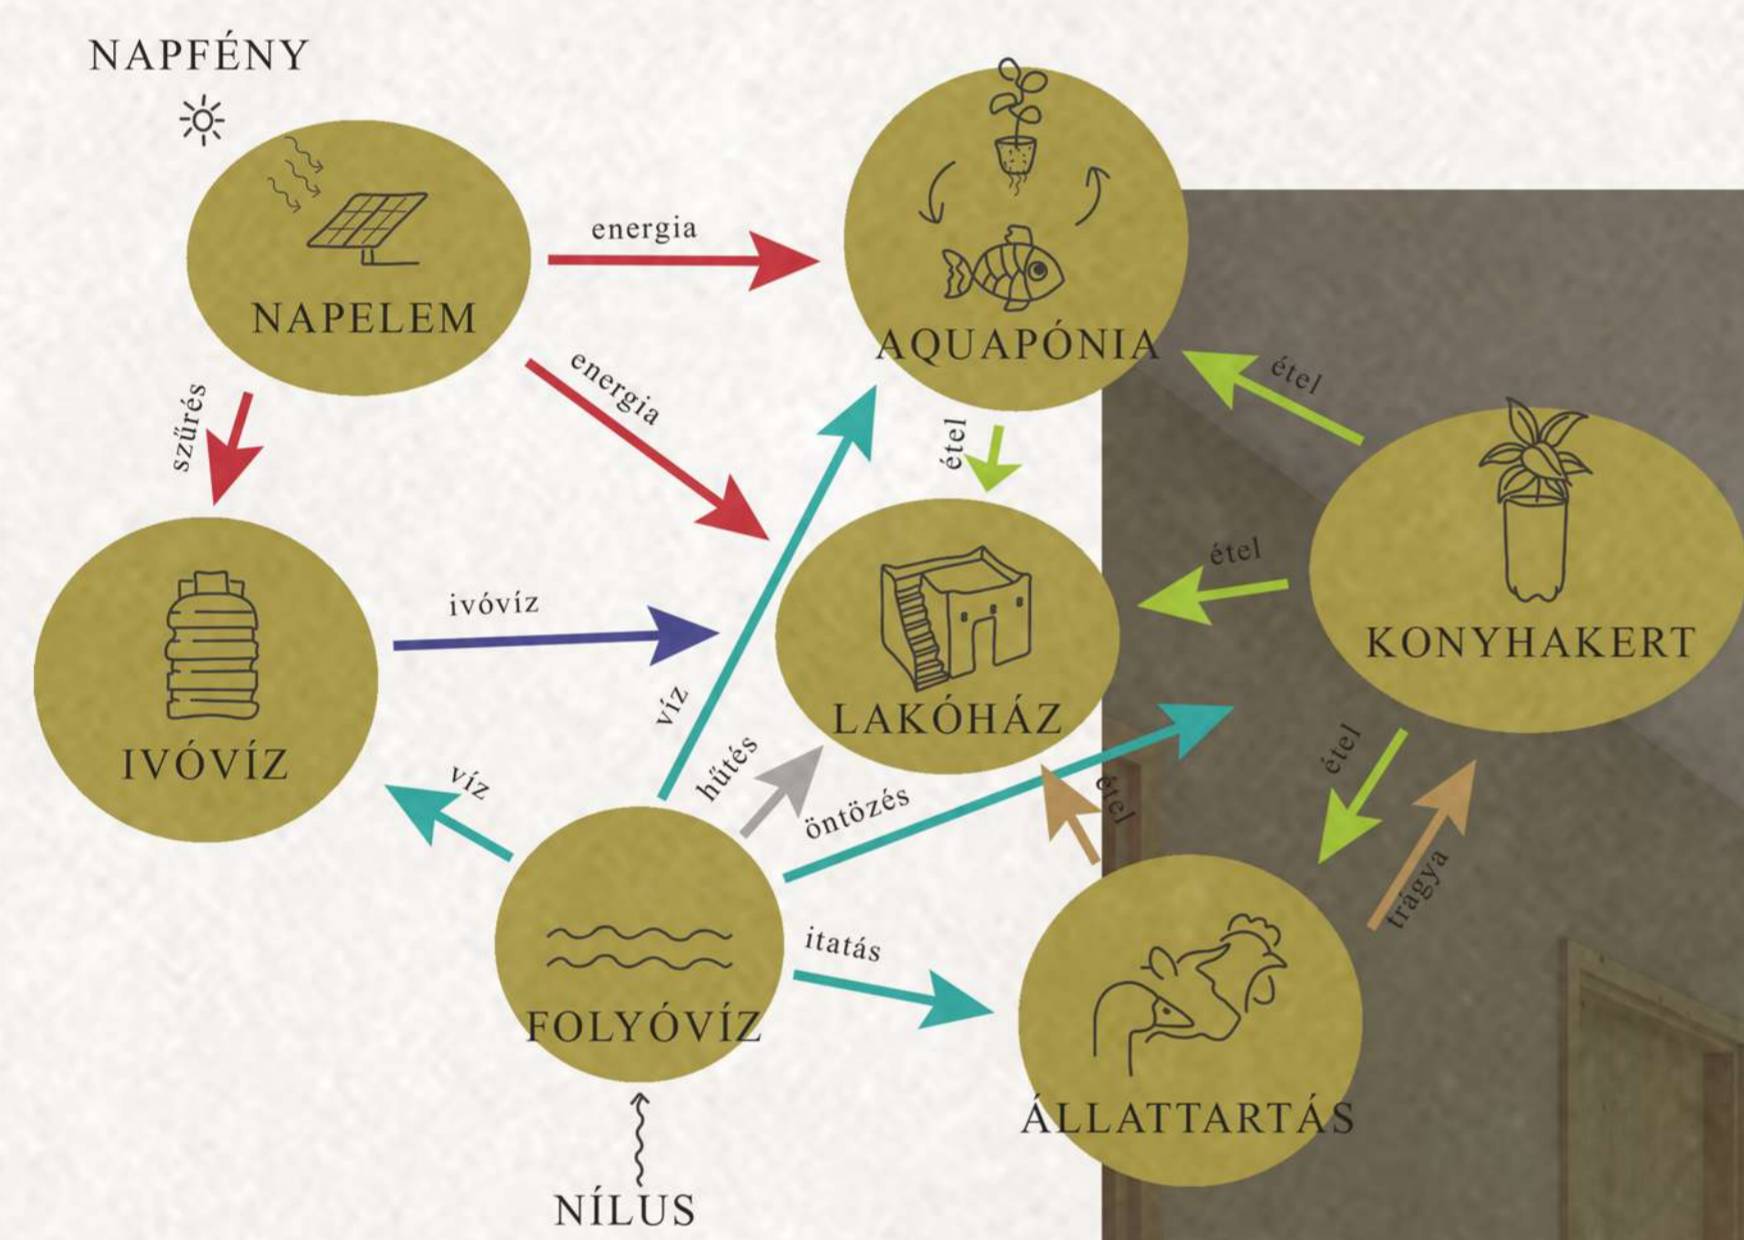 NAPFÉNY
NAPELEM
energia
AQUAPÓNIA
energia
szűrés
étel
étel
étel
ivóvíz
KONYHAKERT
LAKÓHÁZ
IVÓVÍZ
víz
hűtés
víz
öntözés
étel
étel
trágya
itatás
FOLYÓVÍZ
ÁLLATTARTÁS
NÍLUS